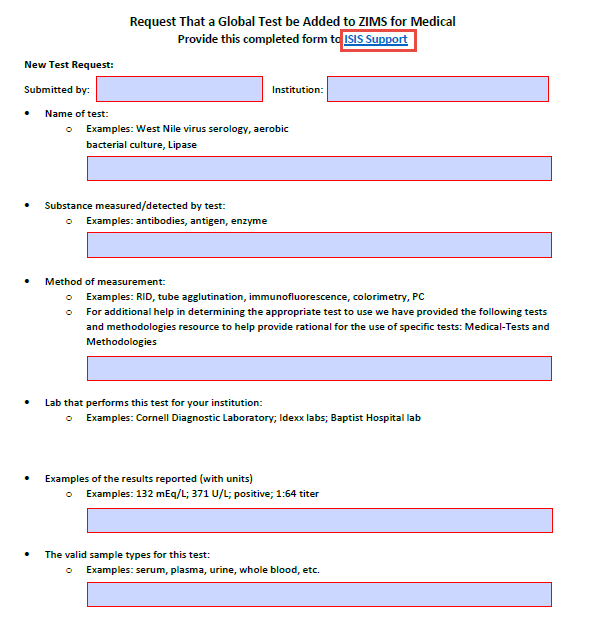 Request That a Global Test be Added to ZIMS for Medical
Provide this completed form to ISIS Support
New Test Request:
Submitted by: Institution:
• Name of test:
o Examples: West Nile virus serology, aerobic
bacterial culture, Lipase
• Substance measured/detected by test:
o Examples: antibodies, antigen, enzyme
• Method of measurement:
o Examples: RID, tube agglutination, immunofluorescence, colorimetry, PC
o For additional help in determining the appropriate test to use we have provided the following tests
and methodologies resource to help provide rational for the use of specific tests: Medical-Tests and
Methodologies
• Lab that performs this test for your institution:
o Examples: Cornell Diagnostic Laboratory; Idexx labs; Baptist Hospital lab
• Examples of the results reported (with units)
o Examples: 132 mEq/L; 371 U/L; positive; 1:64 titer
• The valid sample types for this test:
o Examples: serum, plasma, urine, whole blood, etc.